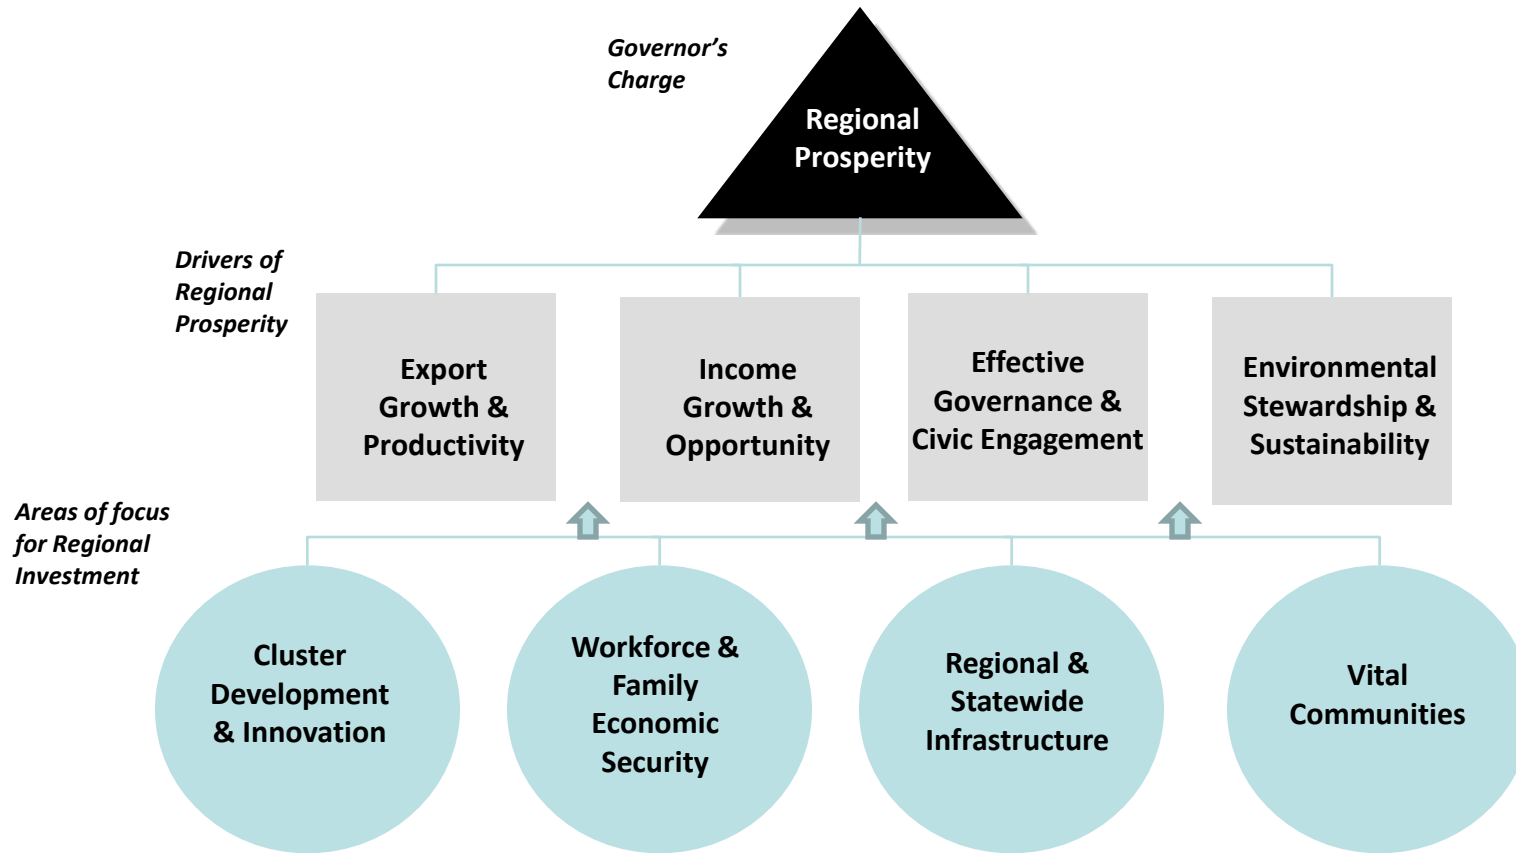 Governor's
Charge
Regional
Prosperity
Drivers of
Regional
Prosperity
Export
Growth &
Productivity
Income
Growth &
Opportunity
Effective
Governance &
Civic Engagement
Environmental
Stewardship &
Sustainability
Areas of focus
for Regional
Investment
Cluster
Development
& Innovation
Workforce &
Family
Economic
Security
Regional &
Statewide
Infrastructure
Vital
Communities